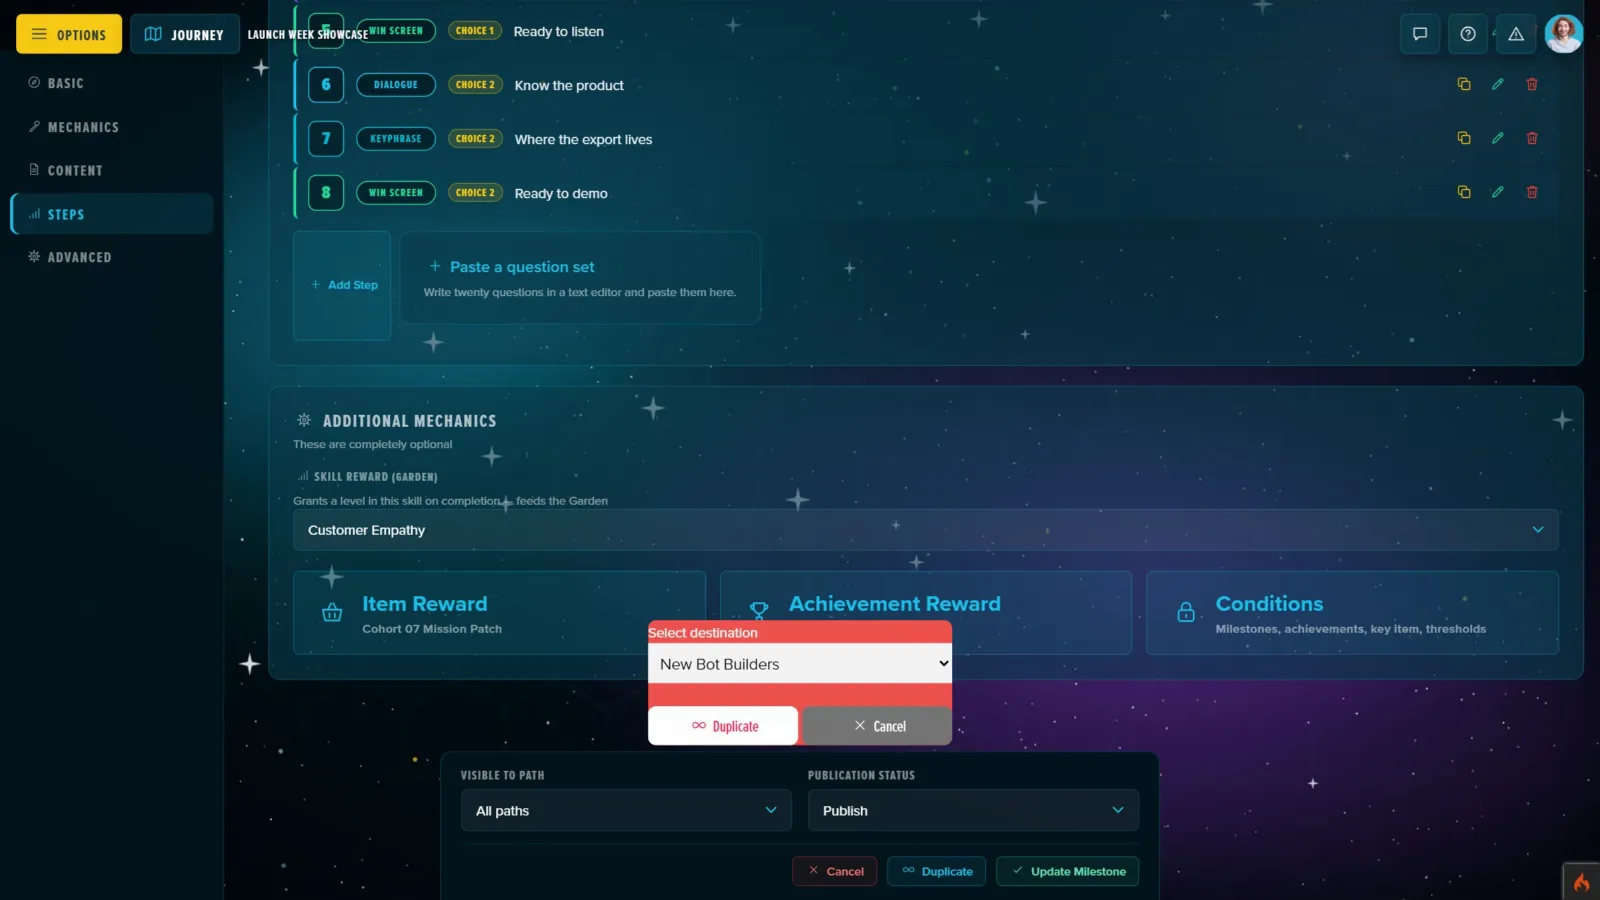 OPTIONS
JOURNEY
LAUNCH WEEK SHOWCASE
BASIC
MECHANICS
CONTENT
STEPS
ADVANCED
5 WIN SCREEN CHOICE 1 Ready to listen
6 DIALOGUE CHOICE 2 Know the product
7 KEYPHRASE CHOICE 2 Where the export lives
8 WIN SCREEN CHOICE 2 Ready to demo
+ Add Step
+ Paste a question set
Write twenty questions in a text editor and paste them here.
ADDITIONAL MECHANICS
These are completely optional
SKILL REWARD (GARDEN)
Grants a level in this skill on completion — feeds the Garden
Customer Empathy
Item Reward
Cohort 07 Mission Patch
Achievement Reward
Conditions
Milestones, achievements, key item, thresholds
Select destination
New Bot Builders
Duplicate
Cancel
VISIBLE TO PATH
All paths
PUBLICATION STATUS
Publish
Cancel
Duplicate
Update Milestone